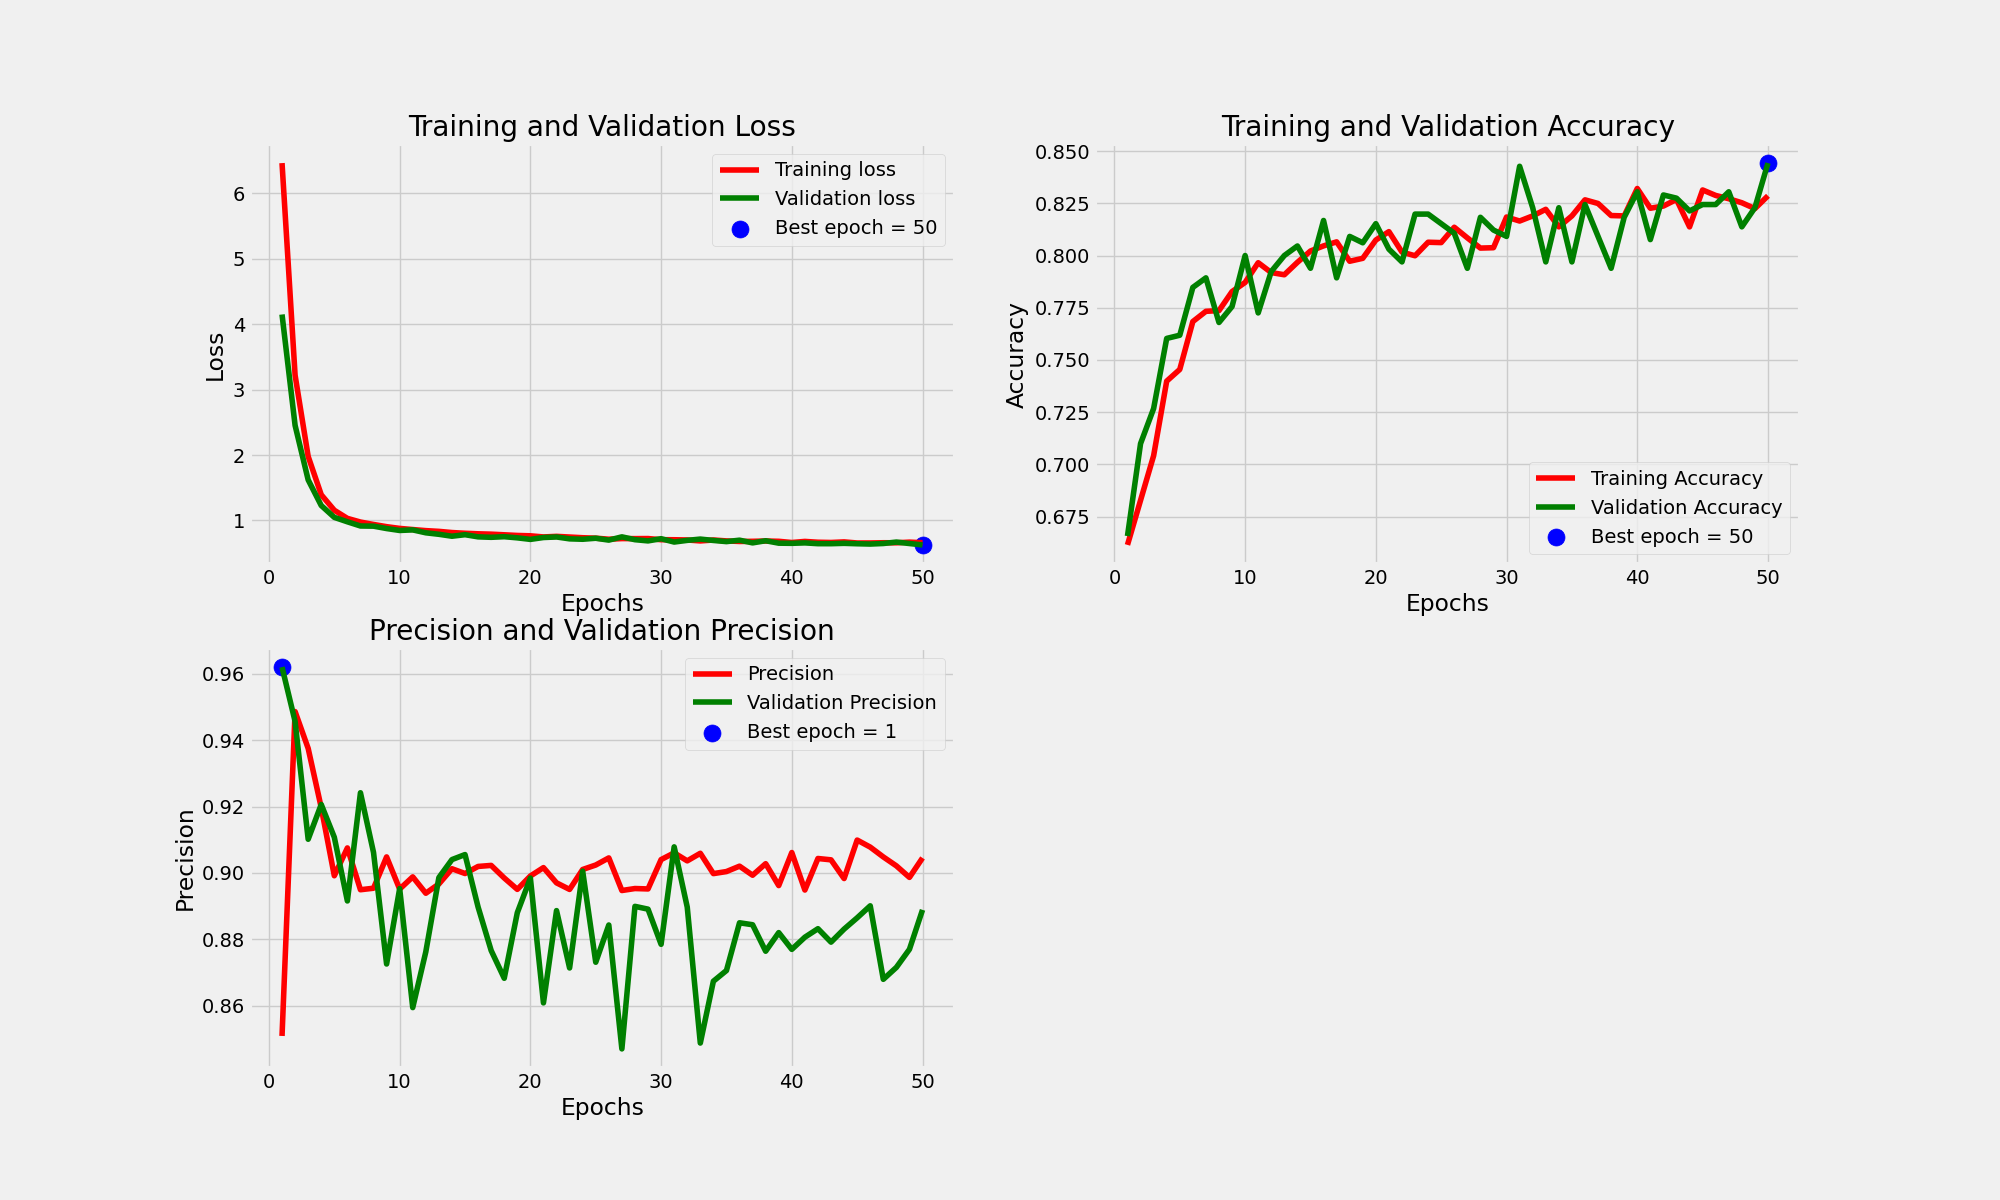 Training and Validation Loss
Loss
6
5
4
3
2
1
0 10 20 30 40 50
Epochs
Training loss
Validation loss
Best epoch = 50
Training and Validation Accuracy
Accuracy
0.850
0.825
0.800
0.775
0.750
0.725
0.700
0.675
0 10 20 30 40 50
Epochs
Training Accuracy
Validation Accuracy
Best epoch = 50
Precision and Validation Precision
Precision
0.96
0.94
0.92
0.90
0.88
0.86
0 10 20 30 40 50
Epochs
Precision
Validation Precision
Best epoch = 1